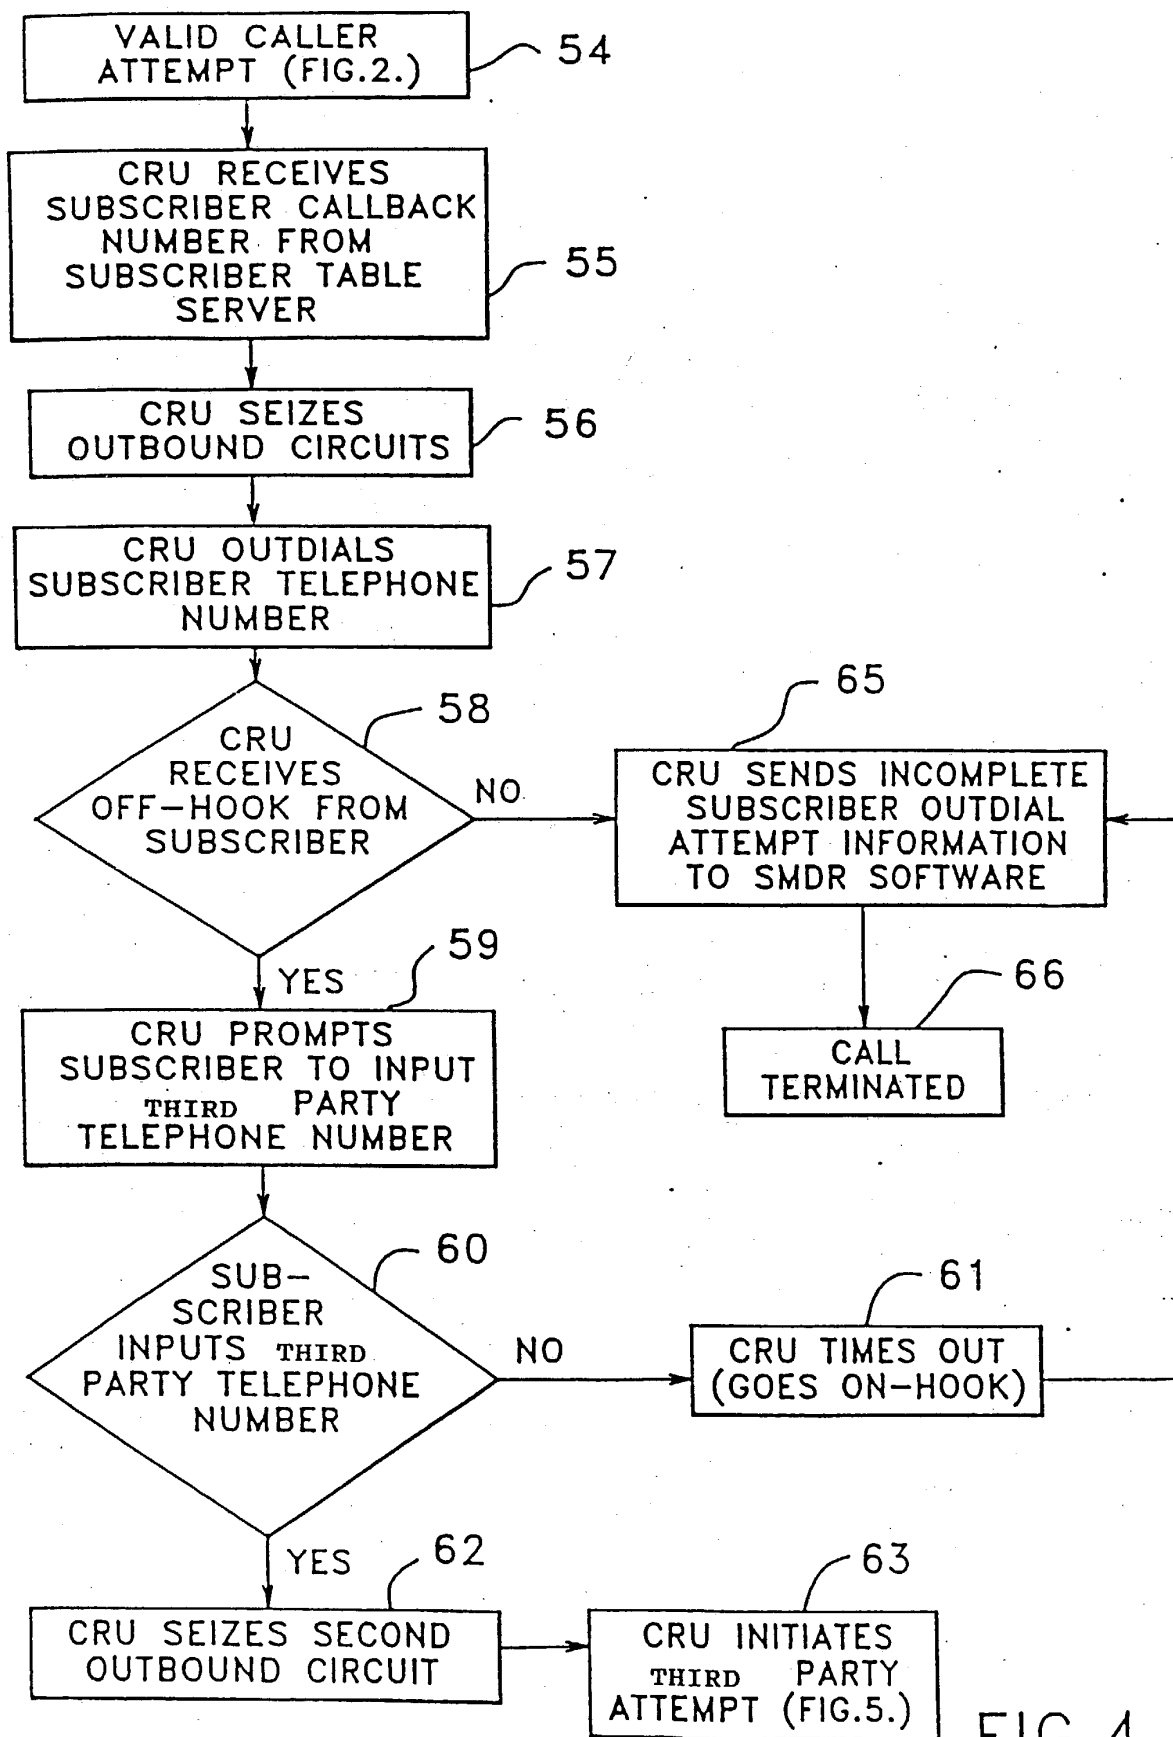 VALID CALLER
ATTEMPT (FIG.2.)
54
CRU RECEIVES
SUBSCRIBER CALLBACK
NUMBER FROM
SUBSCRIBER TABLE
SERVER
55
CRU SEIZES
OUTBOUND CIRCUITS
56
CRU OUTDIALS
SUBSCRIBER TELEPHONE
NUMBER
57
CRU
RECEIVES
OFF-HOOK FROM
SUBSCRIBER
58
NO
YES
65
CRU SENDS INCOMPLETE
SUBSCRIBER OUTDIAL
ATTEMPT INFORMATION
TO SMDR SOFTWARE
66
CALL
TERMINATED
59
CRU PROMPTS
SUBSCRIBER TO INPUT
THIRD PARTY
TELEPHONE NUMBER
60
SUB-
SCRIBER
INPUTS THIRD
PARTY TELEPHONE
NUMBER
NO
YES
61
CRU TIMES OUT
(GOES ON-HOOK)
62
CRU SEIZES SECOND
OUTBOUND CIRCUIT
63
CRU INITIATES
THIRD PARTY
ATTEMPT (FIG.5.)
FIG. 4